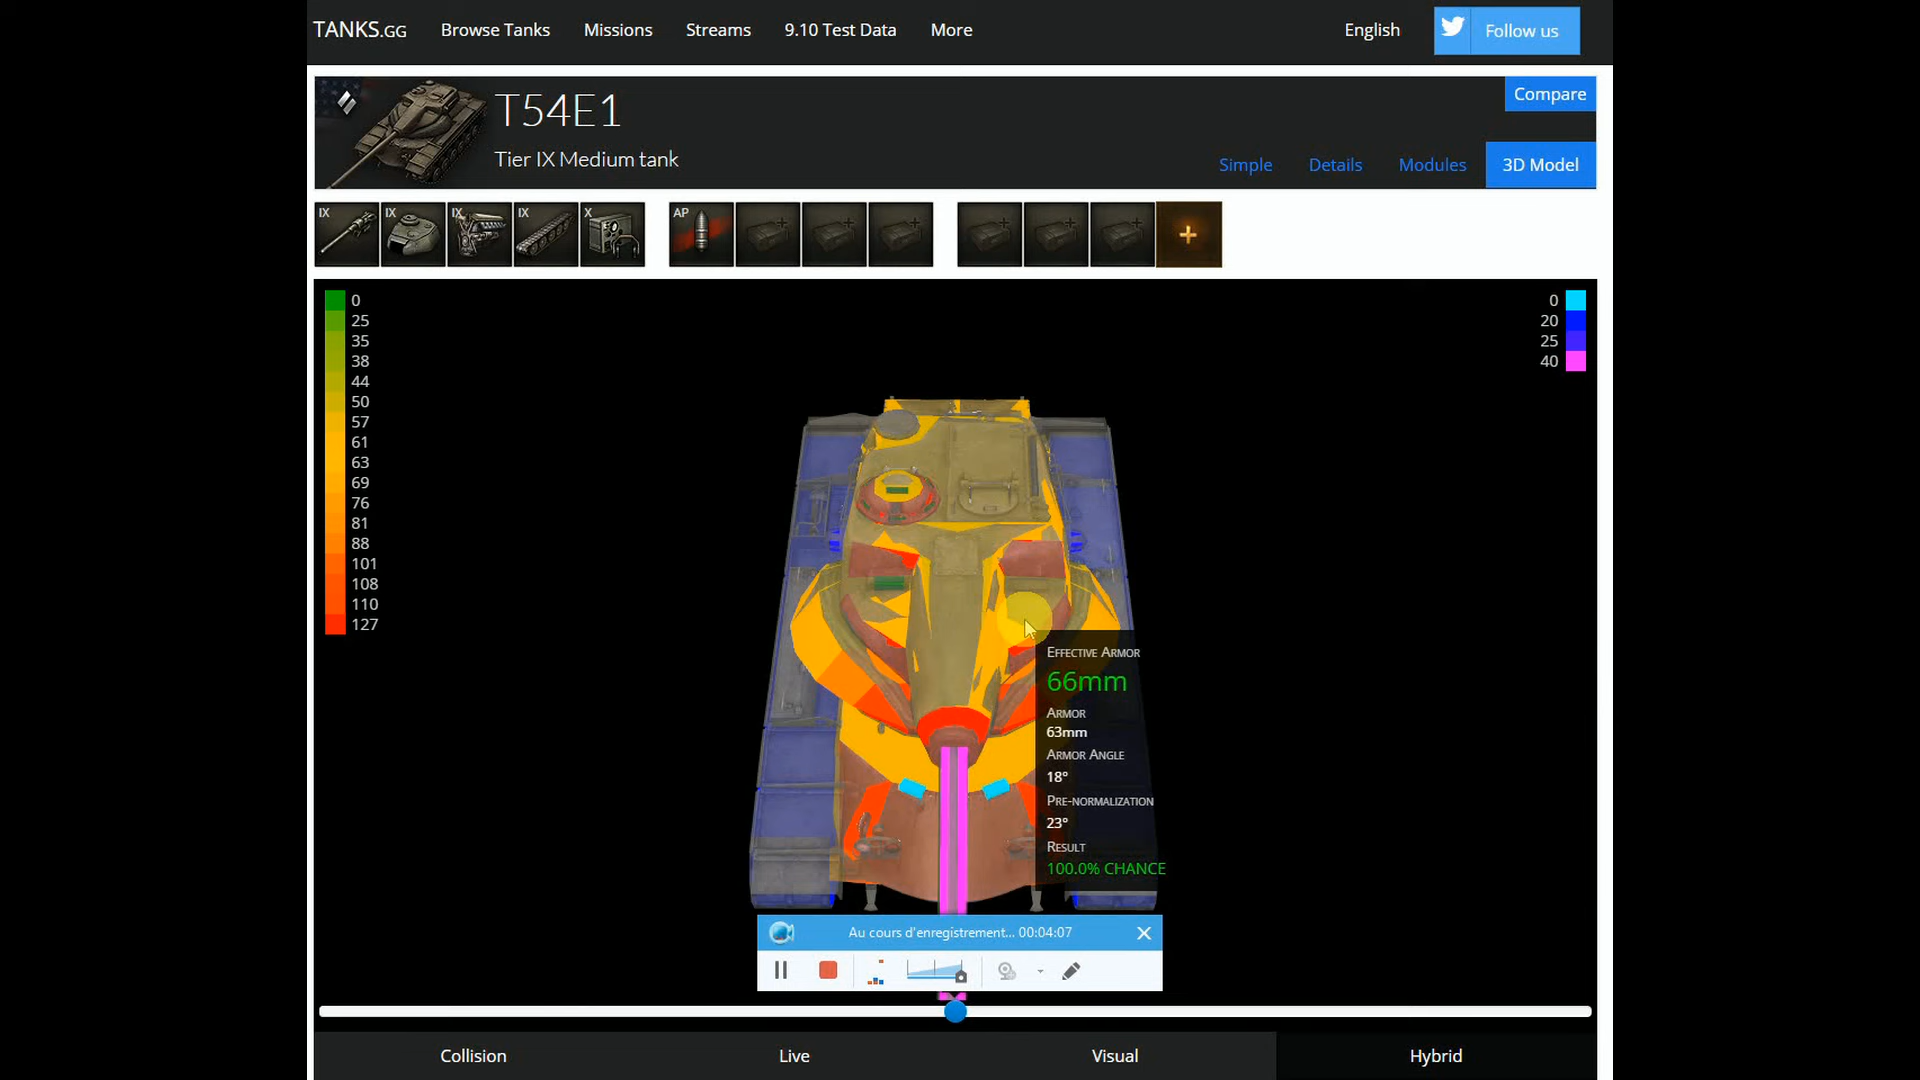 TANKS.GG Browse Tanks Missions Streams 9.10 Test Data More English Follow us
T54E1
Compare
Tier IX Medium tank
Simple Details Modules 3D Model
IX IX IX IX X AP
0
25
35
38
44
50
57
61
63
69
76
81
88
101
108
110
127
0
20
25
40
Effective Armor
66mm
Armor
63mm
Armor Angle
18°
Pre-normalization
23°
Result
100.0% CHANCE
Au cours d'enregistrement... 00:04:07
Collision Live Visual Hybrid